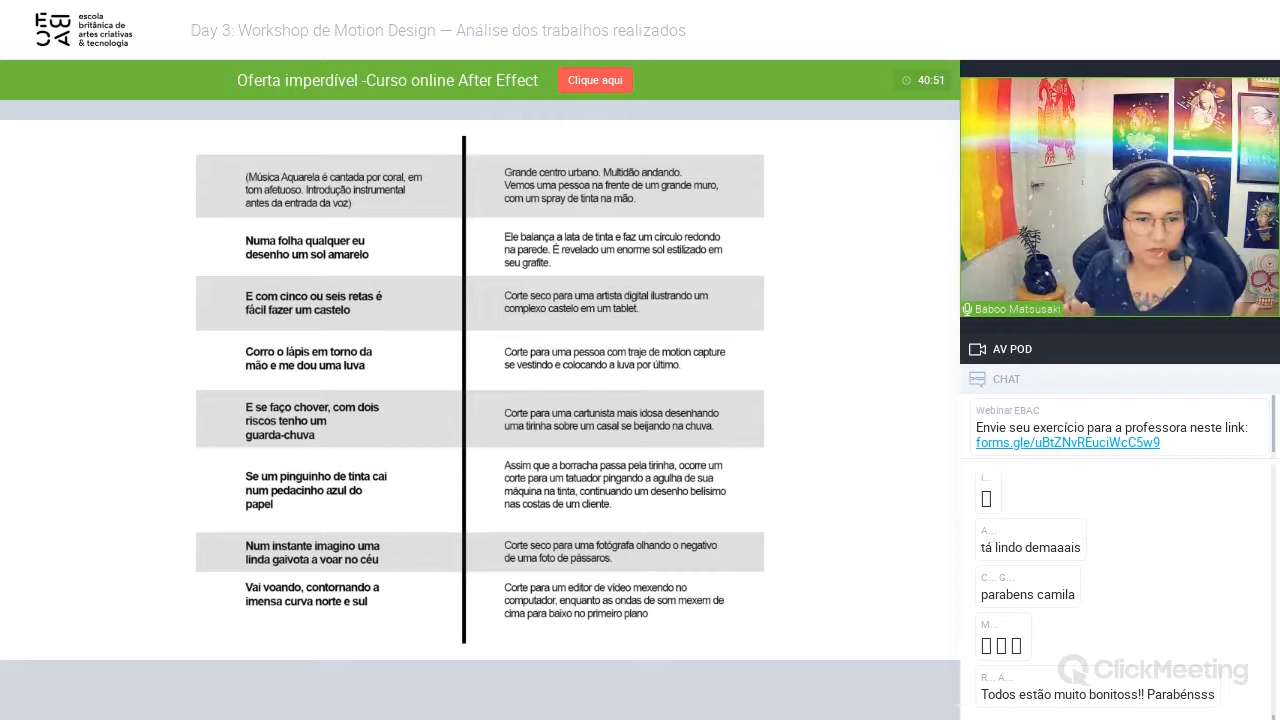 EBAC
escola
britânica de
artes criativas
& tecnologia
Day 3: Workshop de Motion Design — Análise dos trabalhos realizados
Oferta imperdível -Curso online After Effect
Clique aqui
40:51
(Música Aquarela é cantada por coral, em
tom afetuoso. Introdução instrumental
antes da entrada da voz)
Grande centro urbano. Multidão andando.
Vemos uma pessoa na frente de um grande muro,
com um spray de tinta na mão.
Numa folha qualquer eu
desenho um sol amarelo
Ele balança a lata de tinta e faz um círculo redondo
na parede. É revelado um enorme sol estilizado em
seu grafite.
E com cinco ou seis retas é
fácil fazer um castelo
Corte seco para uma artista digital ilustrando um
complexo castelo em um tablet.
Corro o lápis em torno da
mão e me dou uma luva
Corte para uma pessoa com traje de motion capture
se vestindo e colocando a luva por último.
E se faço chover, com dois
riscos tenho um
guarda-chuva
Corte para uma cartunista mais idosa desenhando
uma tirinha sobre um casal se beijando na chuva.
Se um pinguinho de tinta cai
num pedacinho azul do
papel
Assim que a borracha passa pela tirinha, ocorre um
corte para um tatuador pingando a agulha de sua
máquina na tinta, continuando um desenho belísimo
nas costas de um cliente.
Num instante imagino uma
linda gaivota a voar no céu
Corte seco para uma fotógrafa olhando o negativo
de uma foto de pássaros.
Vai voando, contornando a
imensa curva norte e sul
Corte para um editor de vídeo mexendo no
computador, enquanto as ondas de som mexem de
cima para baixo no primeiro plano
Baboo Matsusaki
AV POD
CHAT
Webinar EBAC
Envie seu exercício para a professora neste link:
forms.gle/uBtZNvREuciWcC5w9
I...
A...
tá lindo demaaais
C... G...
parabens camila
M...
R... A...
Todos estão muito bonitoss!! Parabénsss
ClickMeeting